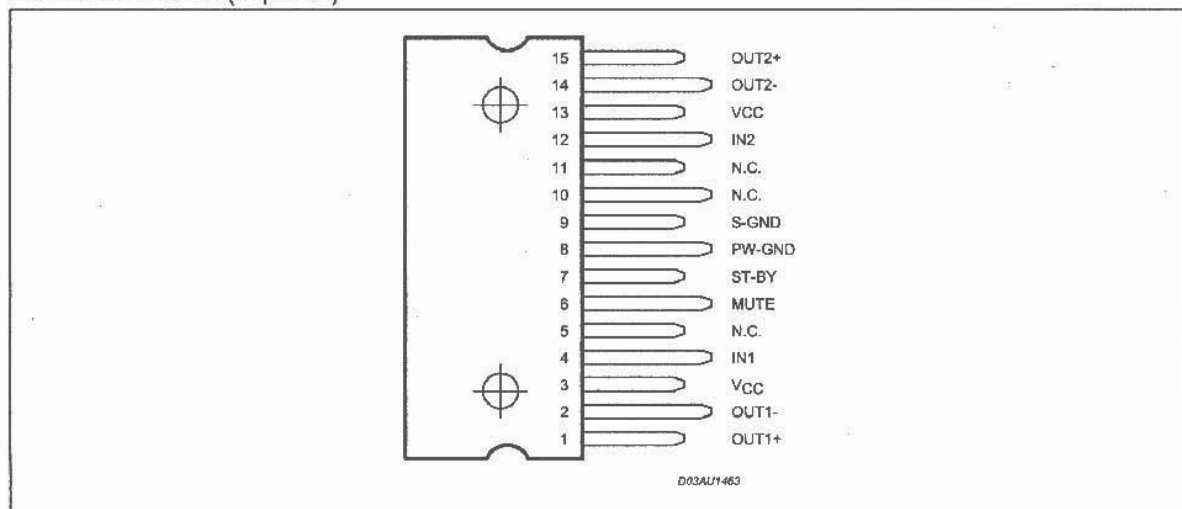 15 OUT2+
14 OUT2-
13 VCC
12 IN2
11 N.C.
10 N.C.
9 S-GND
8 PW-GND
7 ST-BY
6 MUTE
5 N.C.
4 IN1
3 VCC
2 OUT1-
1 OUT1+
D03AU1463